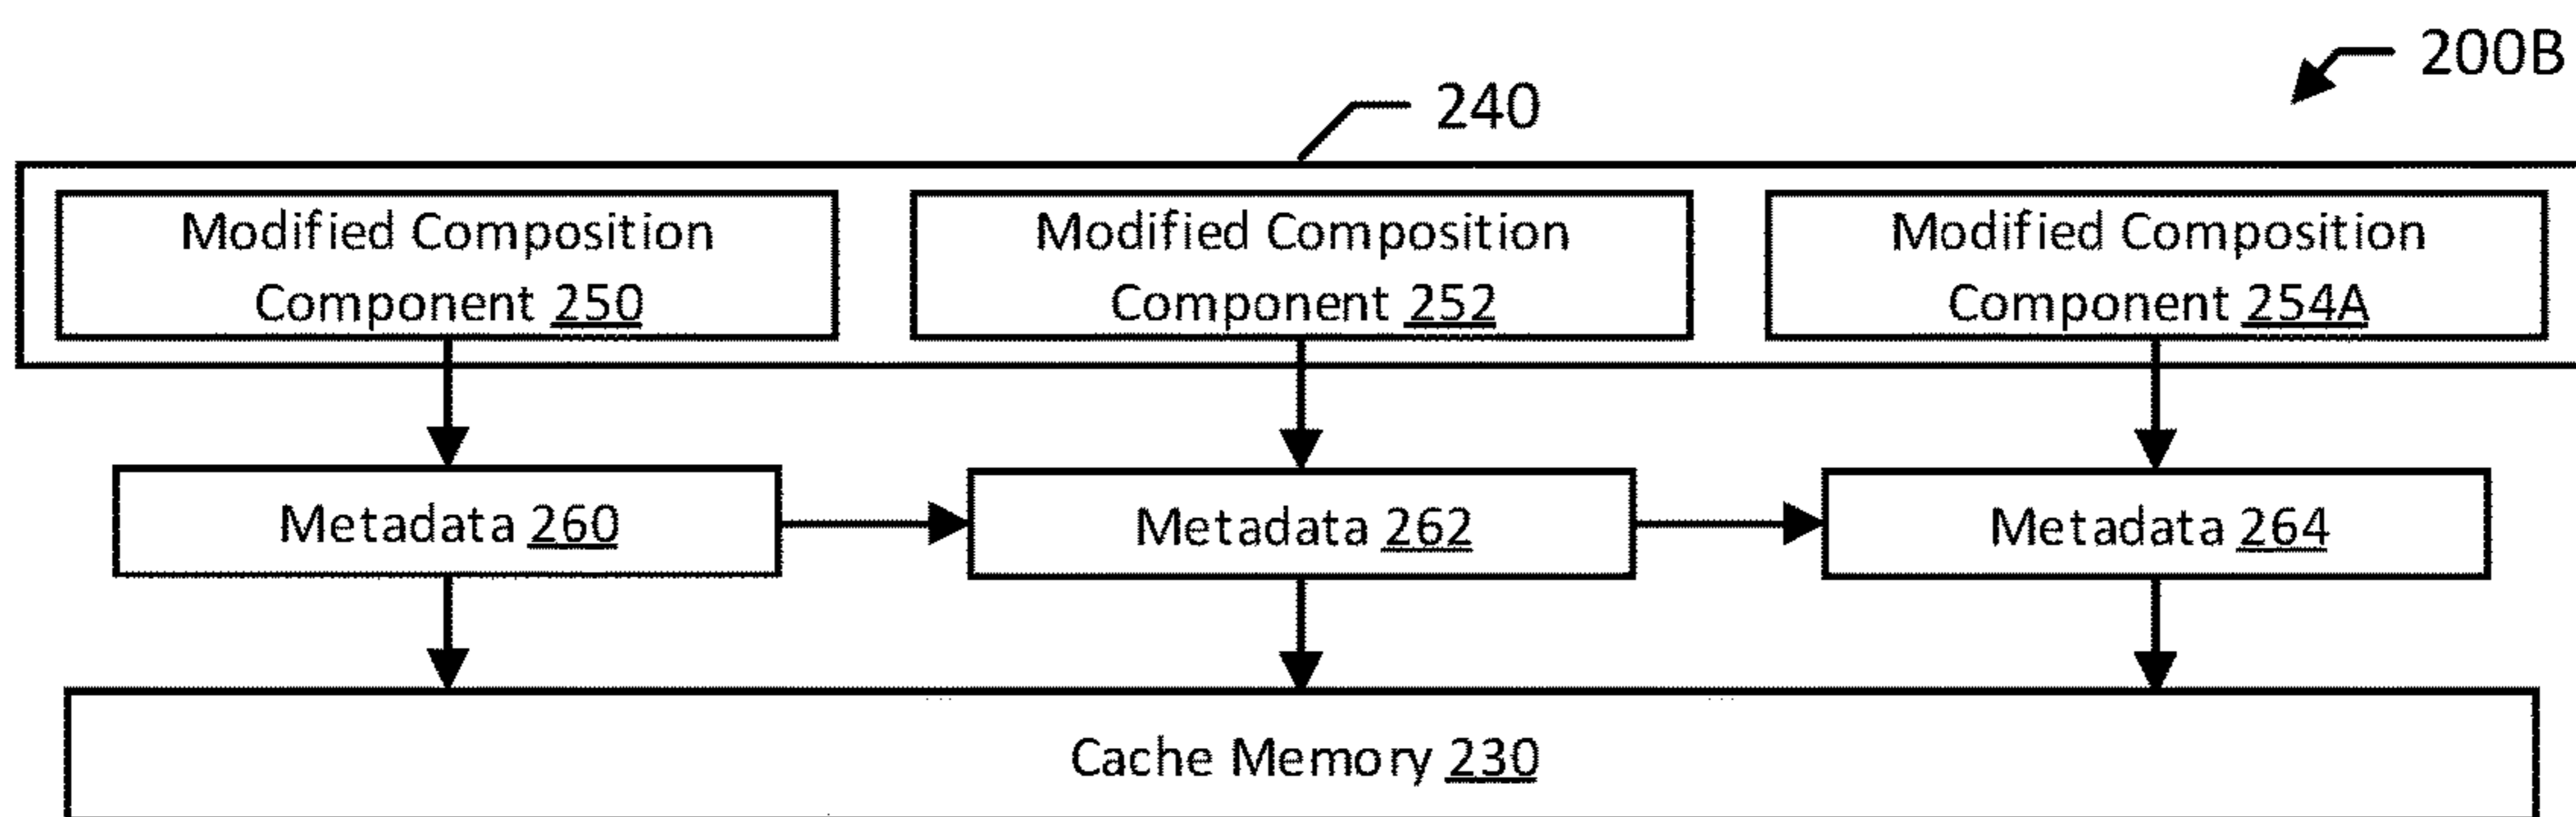 200B
240
Modified Composition
Component 250
Modified Composition
Component 252
Modified Composition
Component 254A
Metadata 260
Metadata 262
Metadata 264
Cache Memory 230